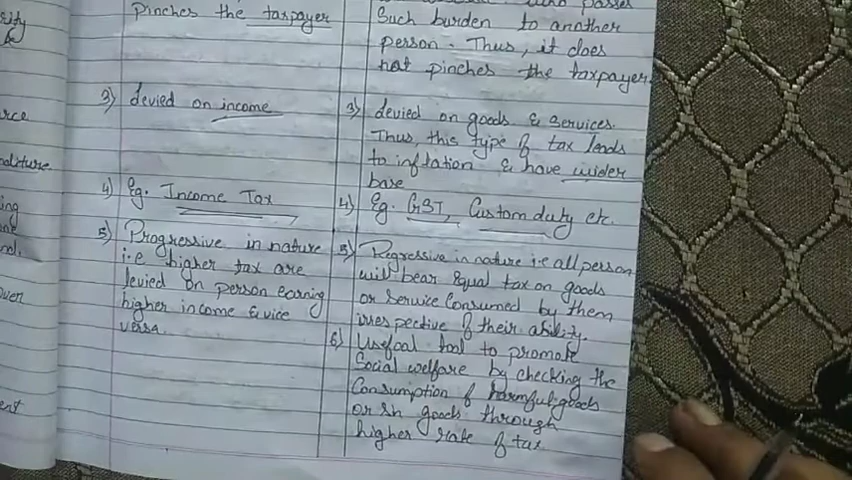 pinches the taxpayer
3) Levied on income
4) Eg. Income Tax
5) Progressive in nature
i.e higher tax are
levied on person earning
higher income & vice
versa.
passes
such burden to another
person. Thus, it does
not pinches the taxpayer.
3) Levied on goods & services.
Thus, this type of tax leads
to inflation & have wider
base
4) Eg. GST, Custom duty etc.
5) Regressive in nature i.e all person
will bear equal tax on goods
or service consumed by them
irrespective of their ability.
6) Usefool tool to promote
social welfare by checking the
consumption of harmful goods
or goods through
higher rate of tax